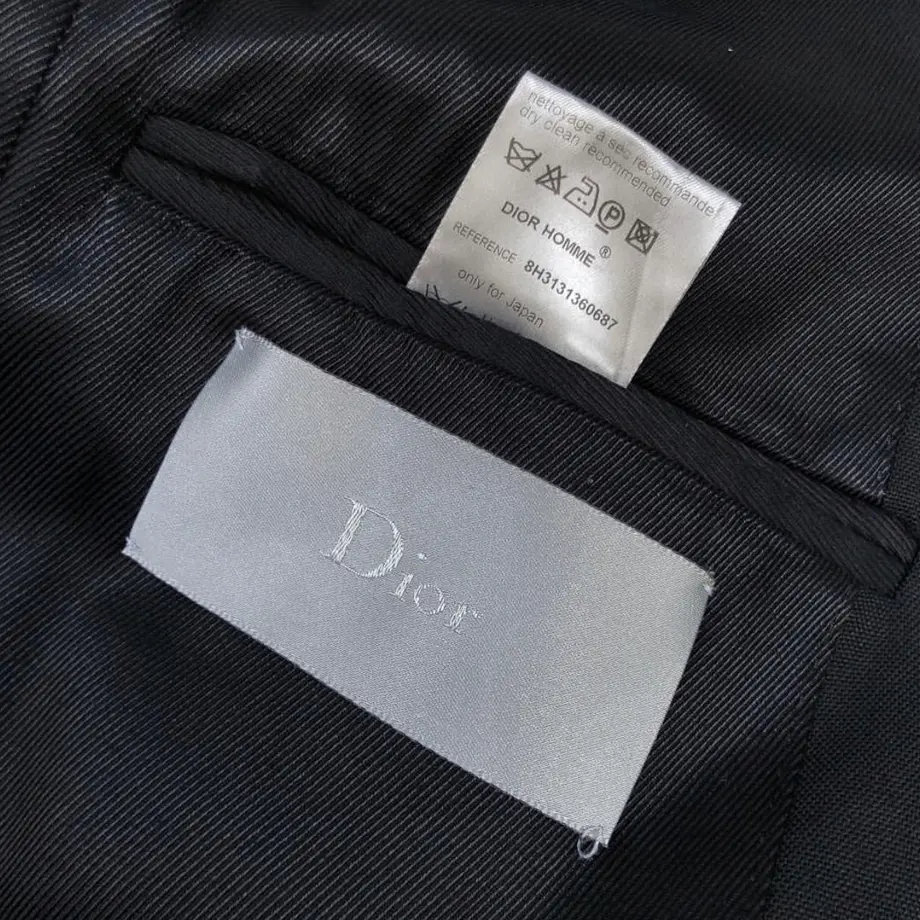 nettoyage à sec recommandé
dry clean recommended
P
DIOR HOMME ®
REFERENCE 8H3131360687
only for Japan
Dior